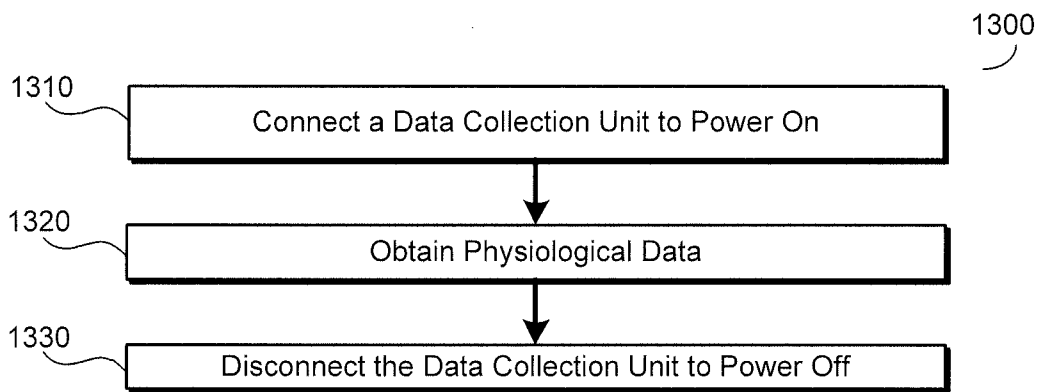 1300
1310
Connect a Data Collection Unit to Power On
1320
Obtain Physiological Data
1330
Disconnect the Data Collection Unit to Power Off